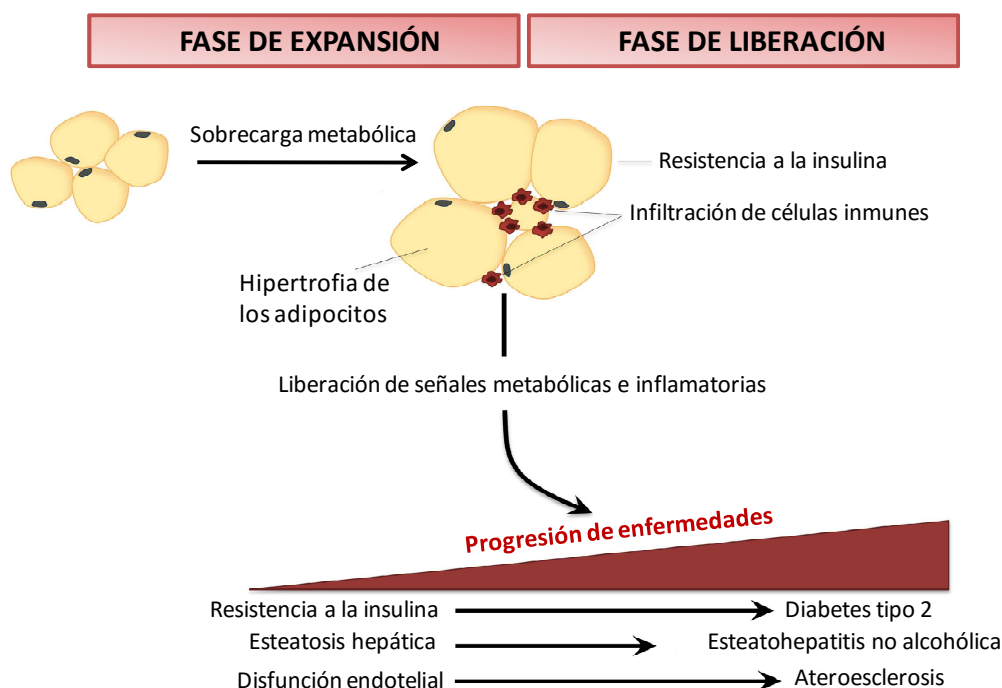 FASE DE EXPANSIÓN
FASE DE LIBERACIÓN
Sobrecarga metabólica
Resistencia a la insulina
Infiltración de células inmunes
Hipertrofia de
los adipocitos
Liberación de señales metabólicas e inflamatorias
Progresión de enfermedades
Resistencia a la insulina
Diabetes tipo 2
Esteatosis hepática
Esteatohepatitis no alcohólica
Disfunción endotelial
Ateroesclerosis